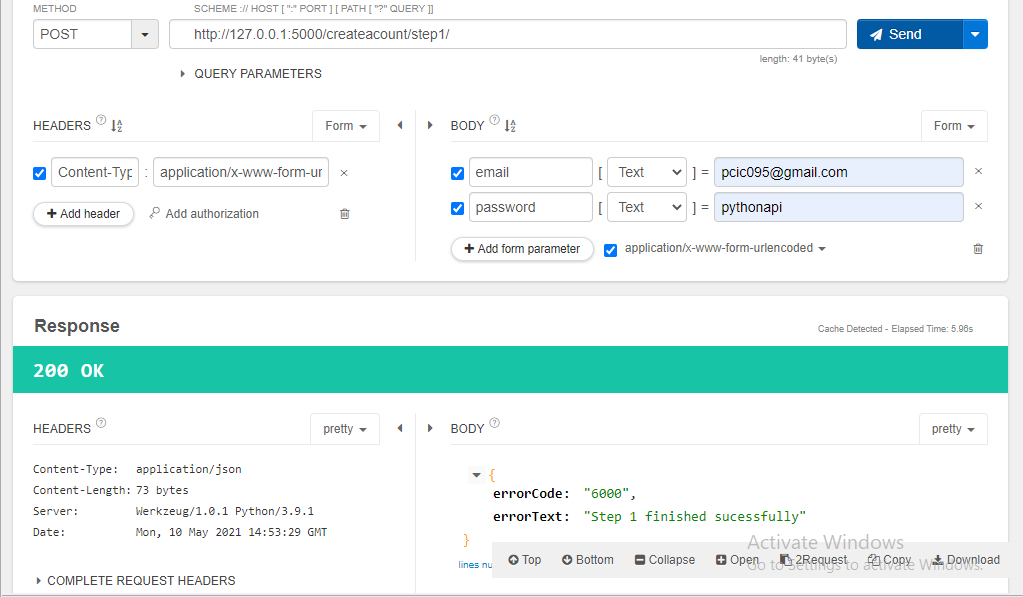 METHOD
SCHEME :// HOST [ ":" PORT ] [ PATH [ "?" QUERY ]]
POST
http://127.0.0.1:5000/createacount/step1/
Send
length: 41 byte(s)
QUERY PARAMETERS
HEADERS ? Form
Content-Typ : application/x-www-form-ur ×
+ Add header Add authorization
BODY ? Form
email [ Text ] = pcic095@gmail.com ×
password [ Text ] = pythonapi ×
+ Add form parameter application/x-www-form-urlencoded
Response
Cache Detected - Elapsed Time: 5.96s
200 OK
HEADERS ? pretty
Content-Type: application/json
Content-Length: 73 bytes
Server: Werkzeug/1.0.1 Python/3.9.1
Date: Mon, 10 May 2021 14:53:29 GMT
COMPLETE REQUEST HEADERS
BODY ? pretty
{
errorCode: "6000",
errorText: "Step 1 finished sucessfully"
}
lines nu
Top Bottom Collapse Open 2Request Copy Download
Activate Windows
Go to Settings to activate Windows.